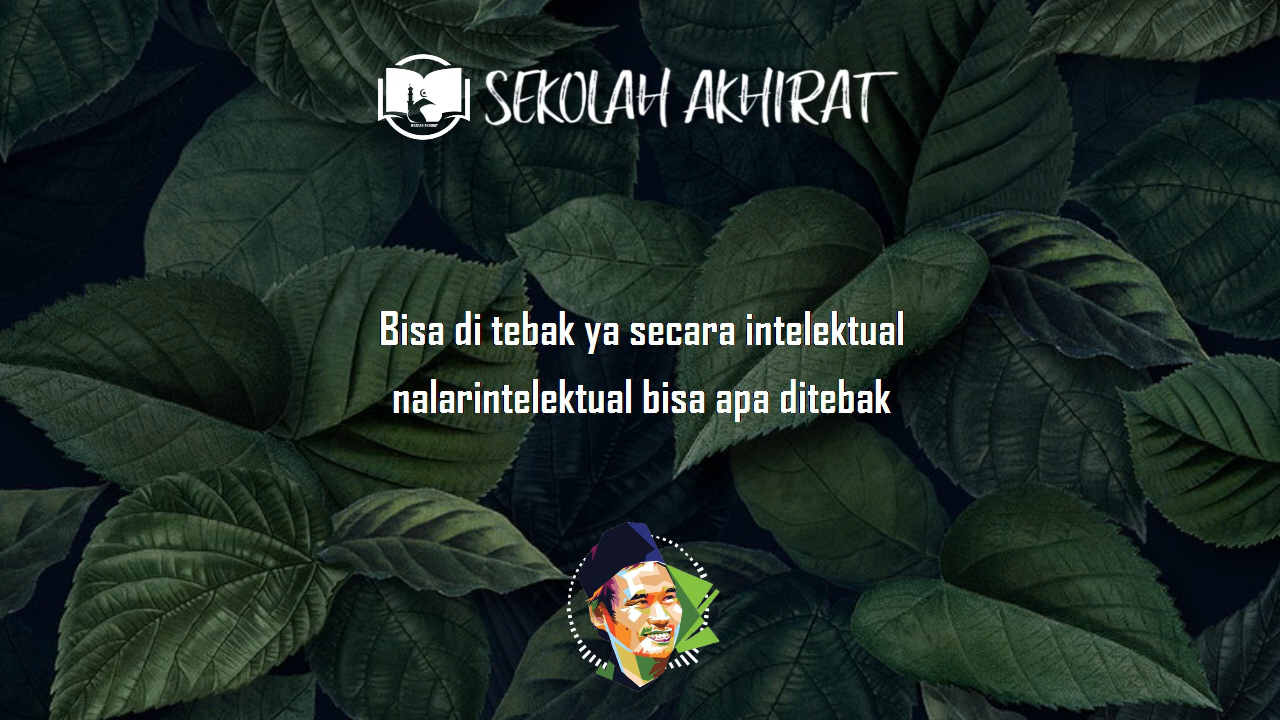 SEKOLAH AKHIRAT
Bisa di tebak ya secara intelektual
nalarintelektual bisa apa ditebak